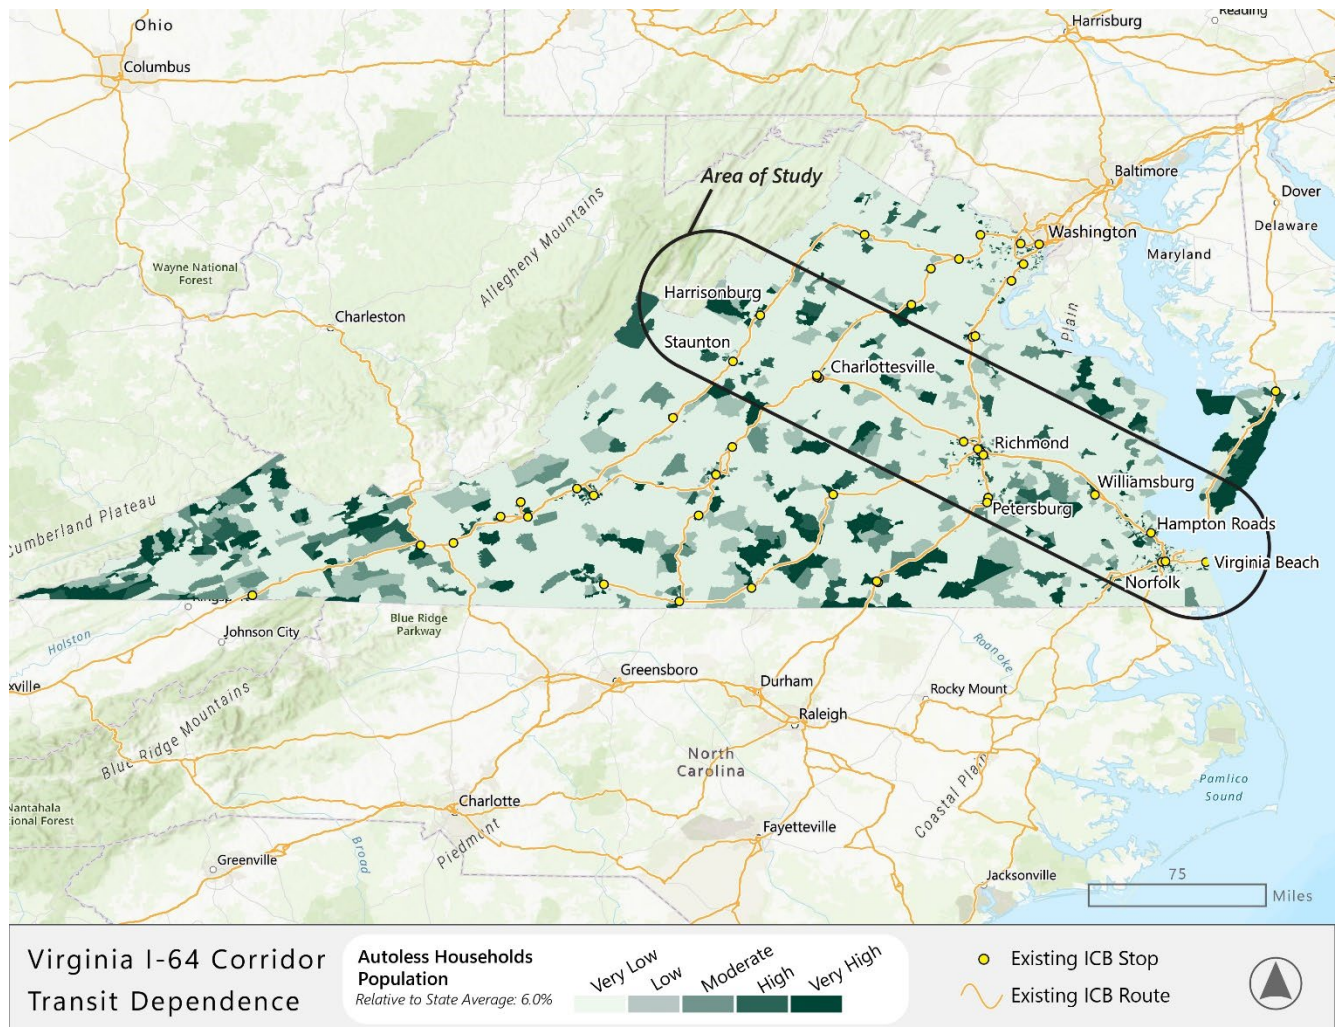 Reading
Ohio
Harrisburg
Columbus
Area of Study
Baltimore
Dover
Allegheny Mountains
Washington
Delaware
Maryland
Wayne National
Forest
Harrisonburg
Plain
Charleston
Staunton
Charlottesville
Richmond
Williamsburg
Cumberland Plateau
Petersburg
Hampton Roads
Virginia Beach
Norfolk
Blue Ridge
Parkway
Johnson City
Holston
Roanoke
Greensboro
Durham
Rocky Mount
Raleigh
Blue Ridge Mountains
North
Carolina
Coastal Plain
Pamlico
Sound
Charlotte
Fayetteville
Piedmont
Broad
Greenville
Jacksonville
75
Miles
Virginia I-64 Corridor
Transit Dependence
Autoless Households
Population
Relative to State Average: 6.0%
Very Low
Low
Moderate
High
Very High
Existing ICB Stop
Existing ICB Route